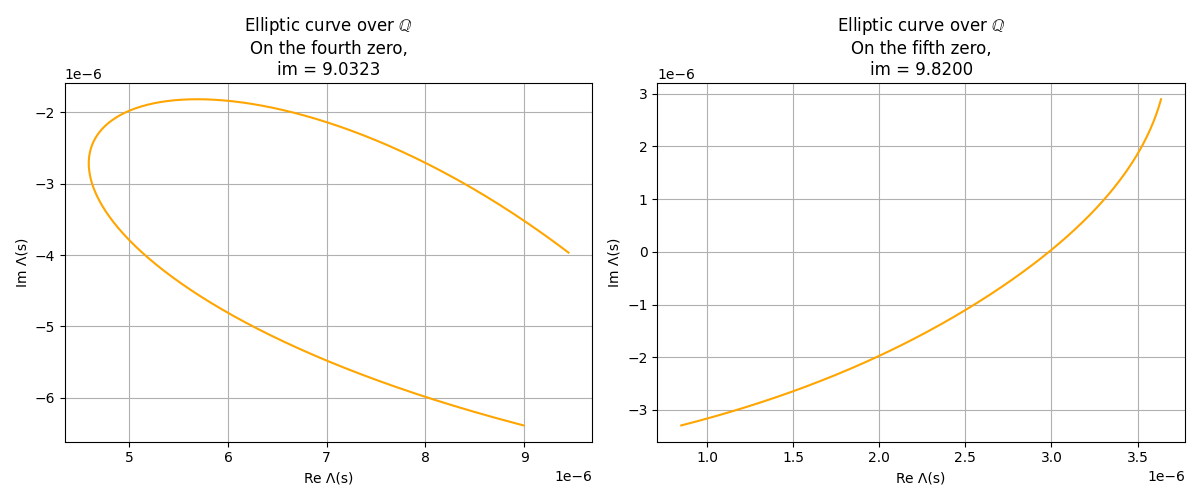 Elliptic curve over ℚ
On the fourth zero,
im = 9.0323
1e−6
−2
−3
−4
−5
−6
Im Λ(s)
5
6
7
8
9
1e−6
Re Λ(s)
Elliptic curve over ℚ
On the fifth zero,
im = 9.8200
1e−6
3
2
1
0
−1
−2
−3
Im Λ(s)
1.0
1.5
2.0
2.5
3.0
3.5
1e−6
Re Λ(s)